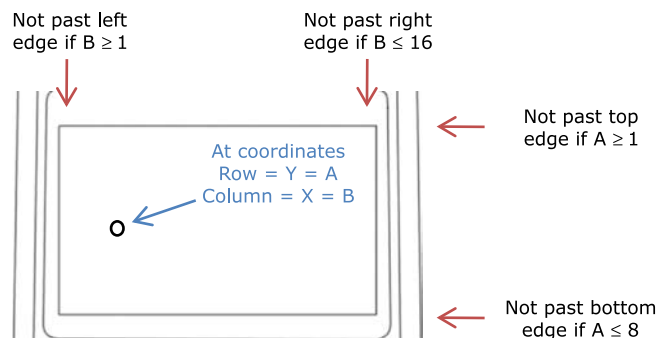 Not past left
edge if B ≥ 1
Not past right
edge if B ≤ 16
Not past top
edge if A ≥ 1
At coordinates
Row = Y = A
Column = X = B
Not past bottom
edge if A ≤ 8